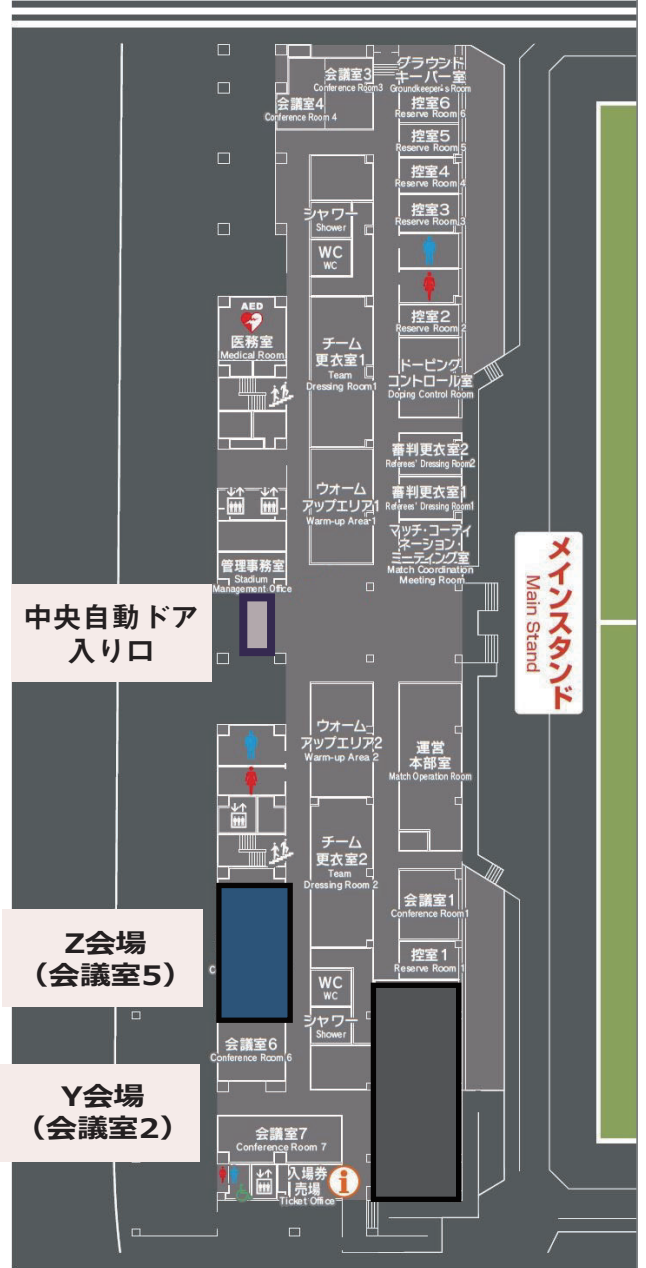 会議室3
Conference Room3
会議室4
Conference Room 4
グラウンド
キーパー室
Groundkeeper's Room
控室6
Reserve Room 6
控室5
Reserve Room 5
控室4
Reserve Room 4
控室3
Reserve Room 3
シャワー
Shower
WC
WC
AED
医務室
Medical Room
チーム
更衣室1
Team
Dressing Room1
控室2
Reserve Room 2
ドーピング
コントロール室
Doping Control Room
審判更衣室2
Referees' Dressing Room2
審判更衣室1
Referees' Dressing Room1
ウォーム
アップエリア1
Warm-up Area 1
マッチ・コーディ
ネーション・
ミーティング室
Match Coordination
Meeting Room
管理事務室
Stadium
Management Office
メインスタンド
Main Stand
中央自動ドア
入り口
ウォーム
アップエリア2
Warm-up Area 2
運営
本部室
Match Operation Room
チーム
更衣室2
Team
Dressing Room 2
会議室1
Conference Room1
控室1
Reserve Room 1
Z会場
（会議室5）
C
WC
WC
シャワー
Shower
会議室6
Conference Room 6
Y会場
（会議室2）
会議室7
Conference Room 7
入場券
売場
Ticket Office
i